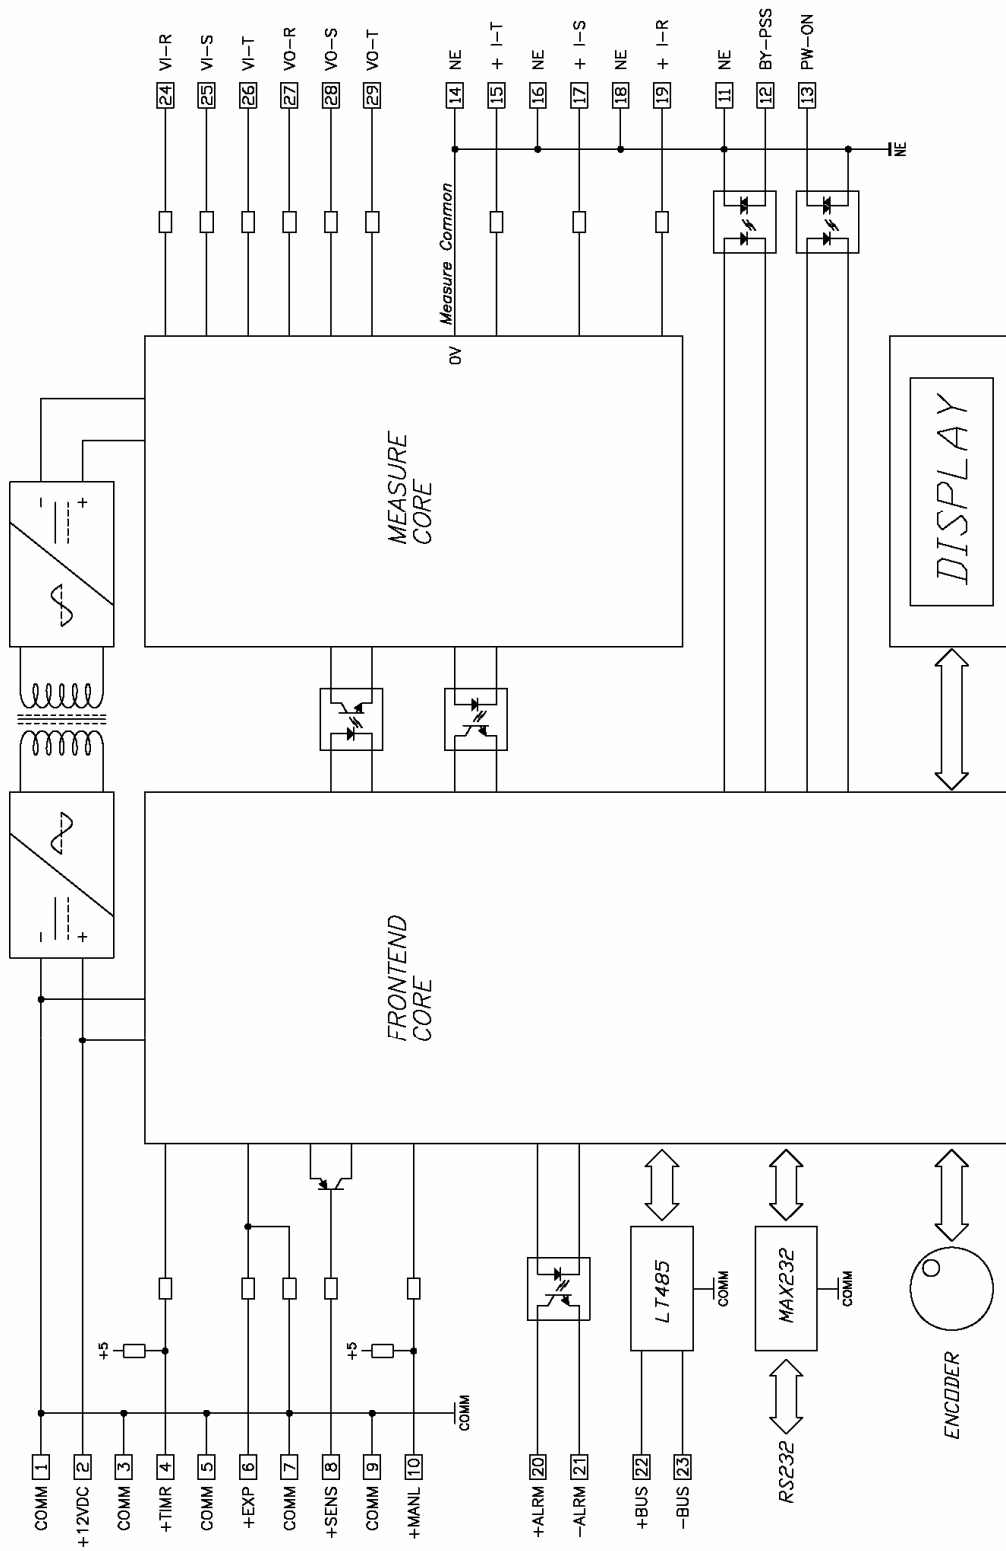 COMM 1
+12VDC 2
COMM 3
+TIMR 4
COMM 5
+EXP 6
COMM 7
+SENS 8
COMM 9
+MANL 10
+5
+5
COMM
+ALRM 20
-ALRM 21
+BUS 22
-BUS 23
LT485
COMM
RS232
MAX232
COMM
ENCODER
- +
FRONTEND
CORE
- +
MEASURE
CORE
0V
Measure Common
DISPLAY
24 VI-R
25 VI-S
26 VI-T
27 VO-R
28 VO-S
29 VO-T
14 NE
15 + I-T
16 NE
17 + I-S
18 NE
19 + I-R
11 NE
12 BY-PSS
13 PW-ON
NE